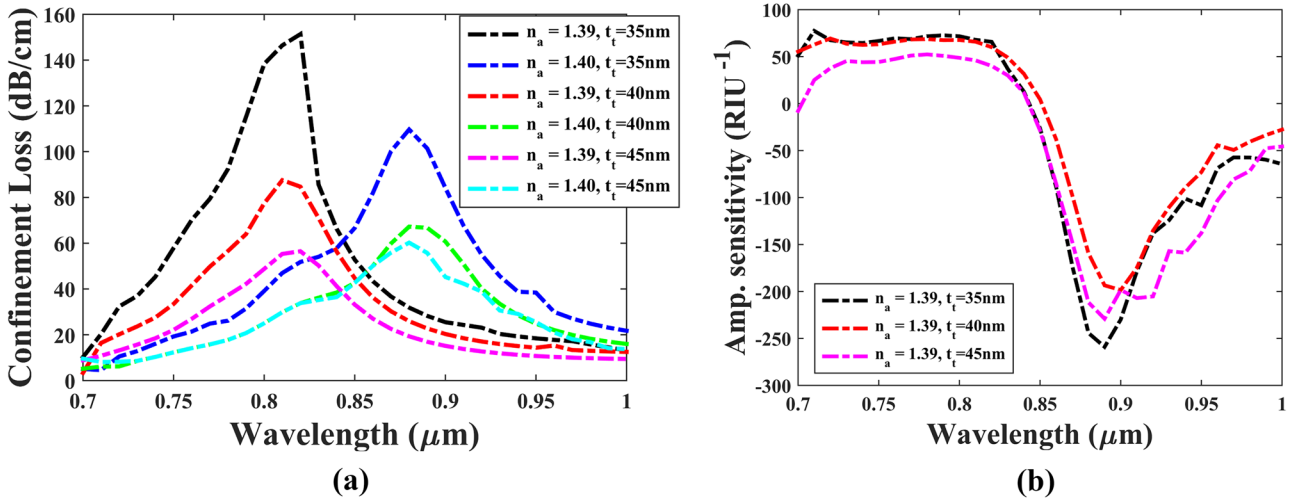 160
140
120
100
80
60
40
20
0
Confinement Loss (dB/cm)
n_a = 1.39, t_t=35nm
n_a = 1.40, t_t=35nm
n_a = 1.39, t_t=40nm
n_a = 1.40, t_t=40nm
n_a = 1.39, t_t=45nm
n_a = 1.40, t_t=45nm
0.7 0.75 0.8 0.85 0.9 0.95 1
Wavelength (μm)
(a)
100
50
0
-50
-100
-150
-200
-250
-300
Amp. sensitivity (RIU⁻¹)
n_a = 1.39, t_t=35nm
n_a = 1.39, t_t=40nm
n_a = 1.39, t_t=45nm
0.7 0.75 0.8 0.85 0.9 0.95 1
Wavelength (μm)
(b)